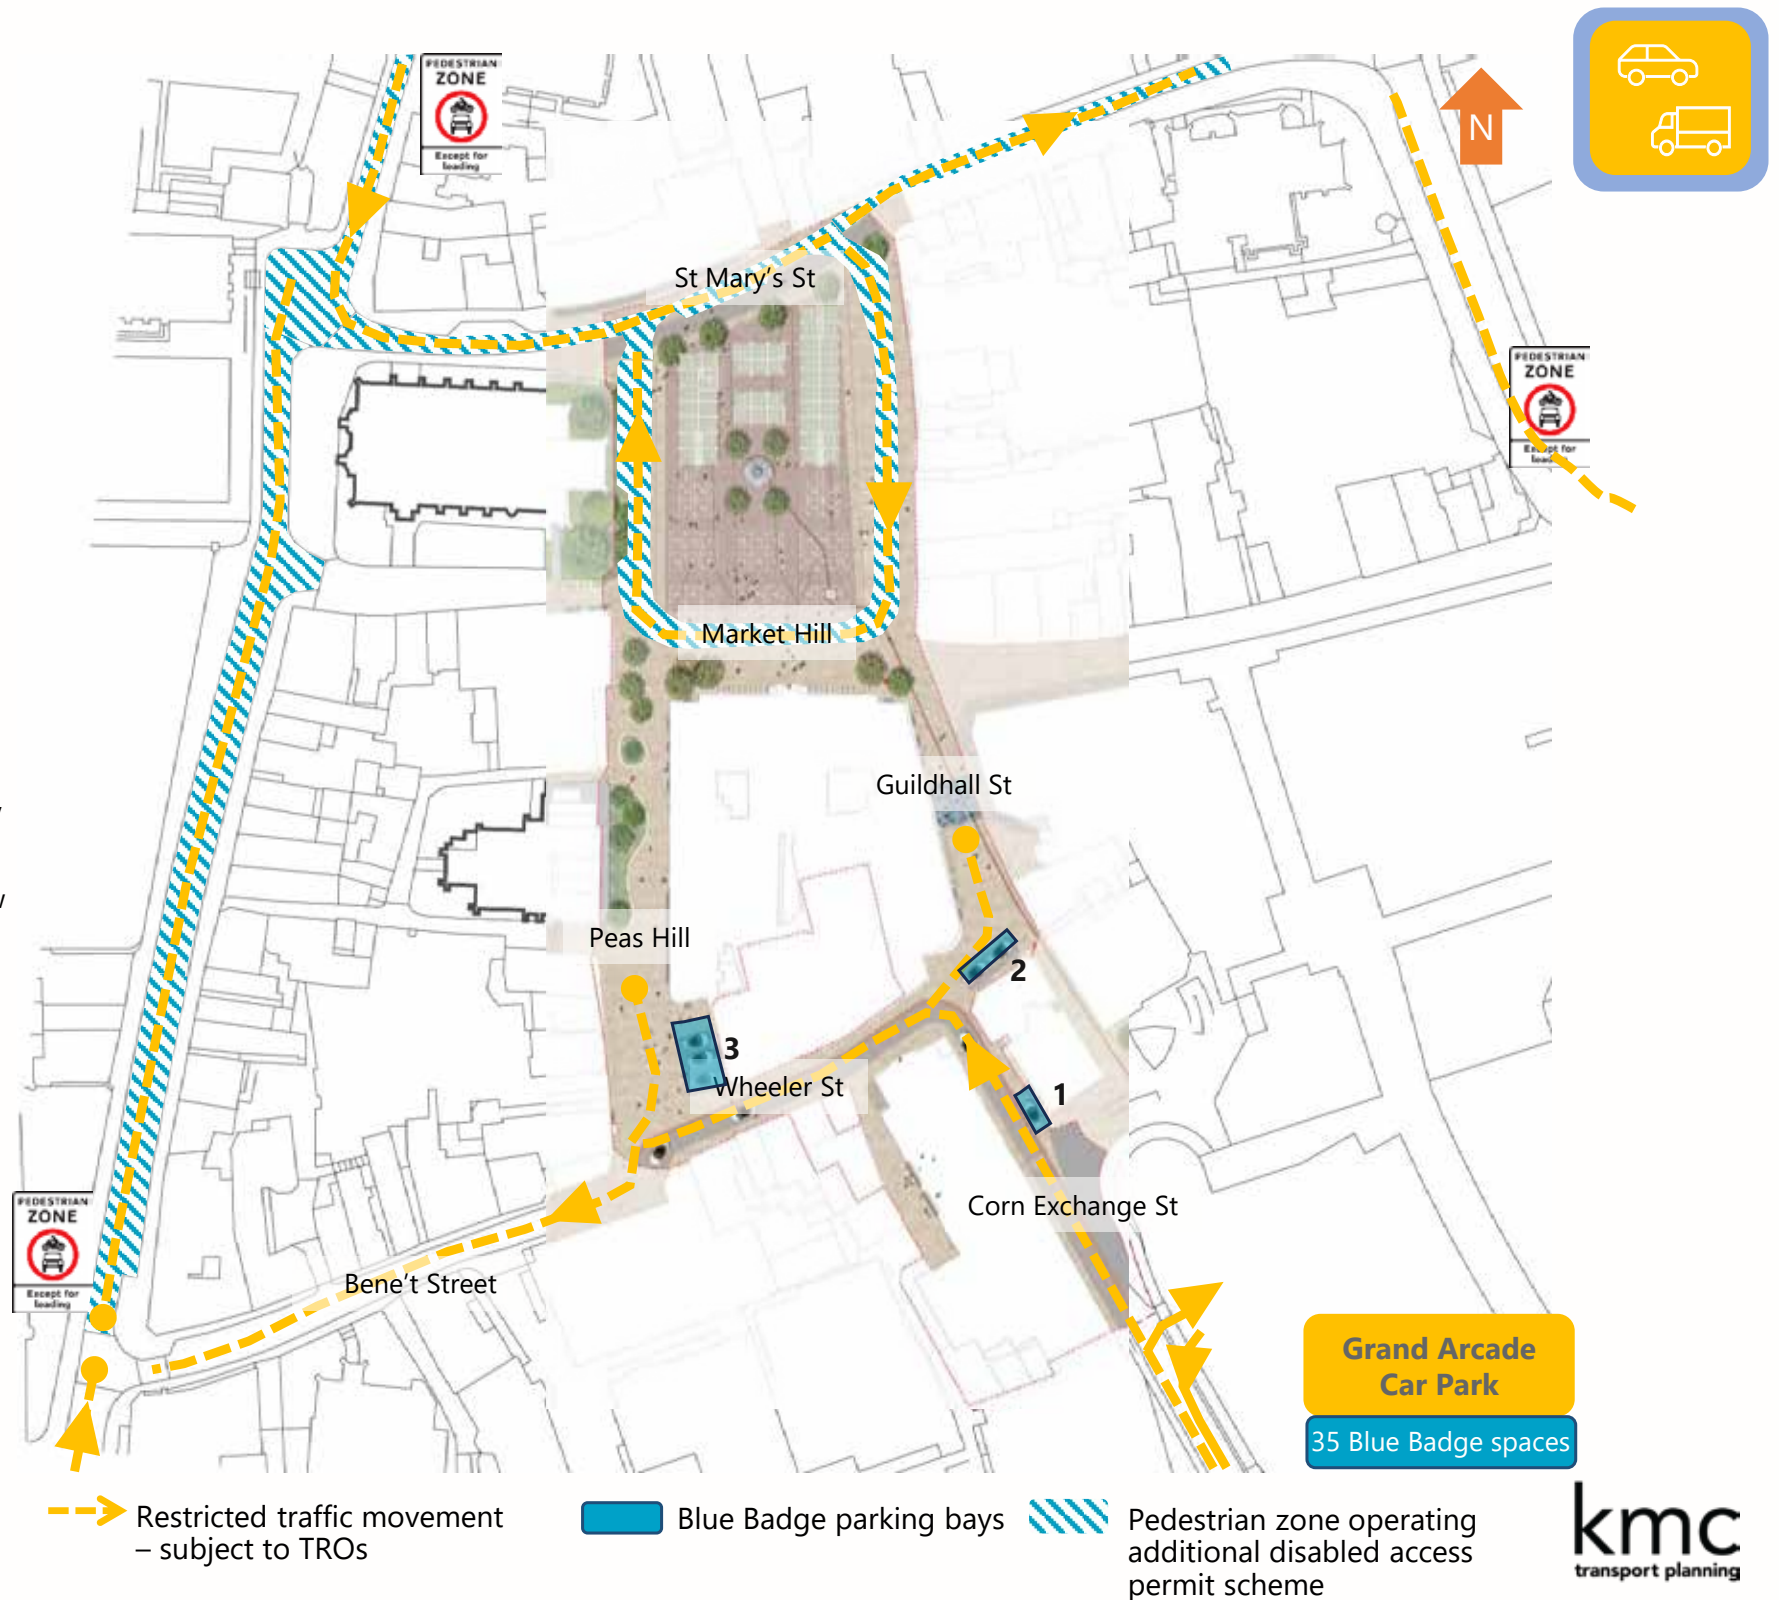 PEDESTRIAN
ZONE
Except for
loading
N
St Mary's St
PEDESTRIAN
ZONE
Except for
loading
Market Hill
Guildhall St
Peas Hill
2
3
Wheeler St
1
Corn Exchange St
PEDESTRIAN
ZONE
Except for
loading
Bene't Street
Grand Arcade
Car Park
35 Blue Badge spaces
Restricted traffic movement
– subject to TROs
Blue Badge parking bays
Pedestrian zone operating
additional disabled access
permit scheme
kmc
transport planning